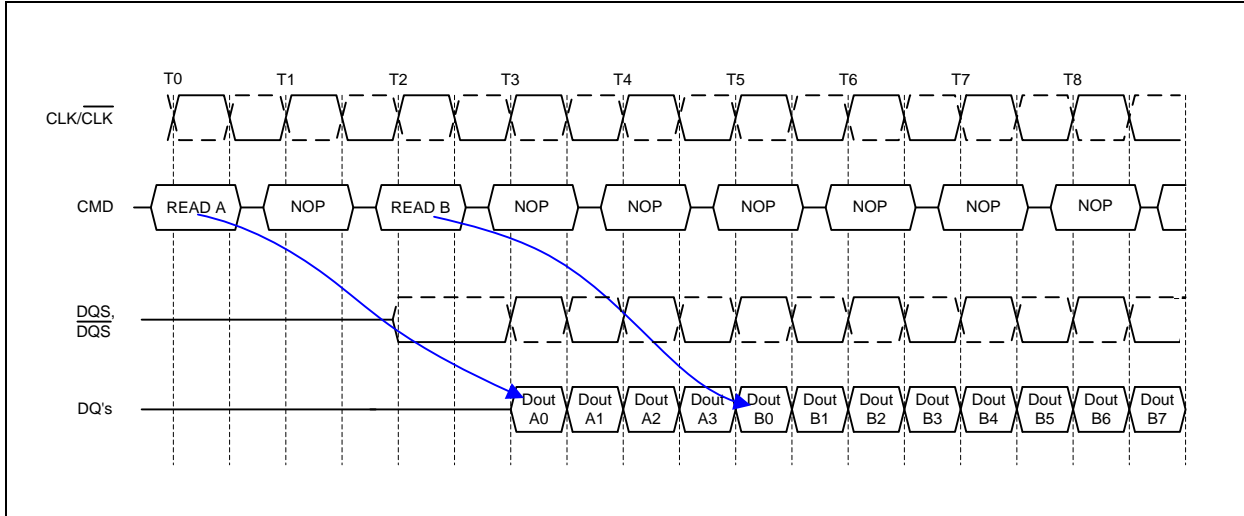 T0 T1 T2 T3 T4 T5 T6 T7 T8
CLK/CLK
CMD READ A NOP READ B NOP NOP NOP NOP NOP NOP
DQS,
DQS
DQ's Dout Dout Dout Dout Dout Dout Dout Dout Dout Dout Dout Dout
A0 A1 A2 A3 B0 B1 B2 B3 B4 B5 B6 B7